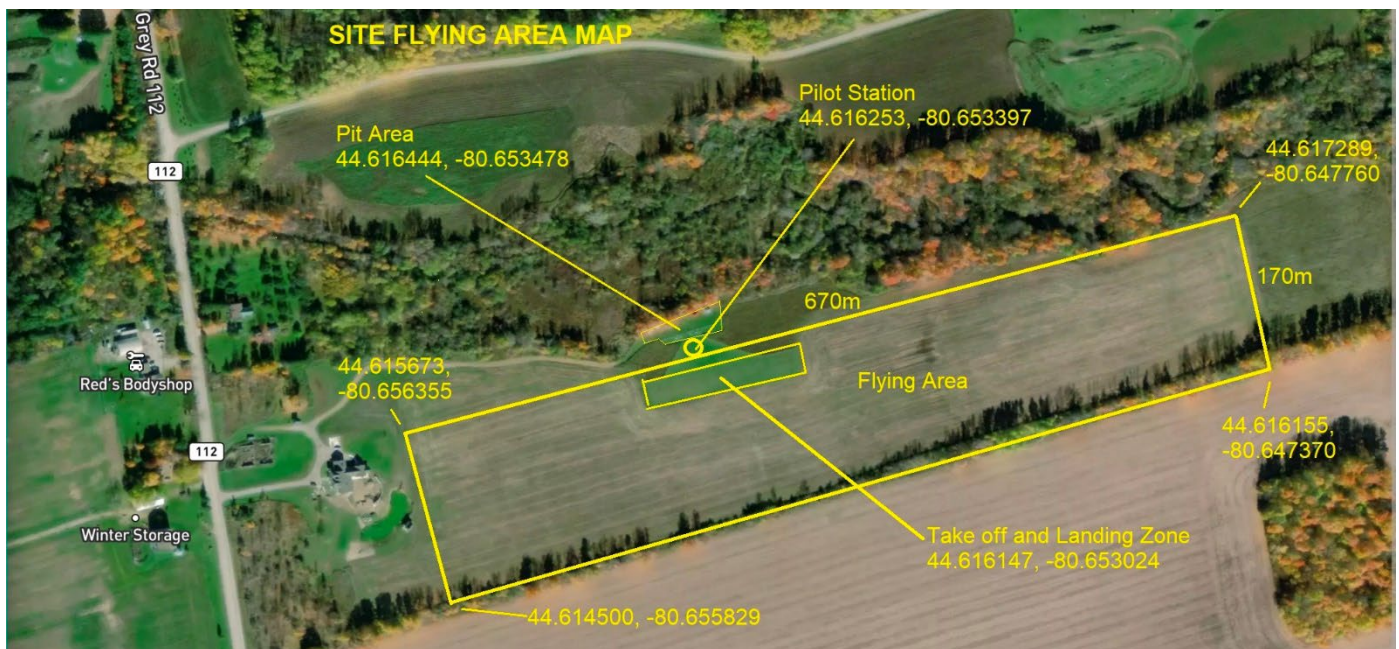 SITE FLYING AREA MAP
Grey Rd 112
Pilot Station
44.616253, -80.653397
Pit Area
44.616444, -80.653478
44.617289,
-80.647760
112
170m
670m
44.615673,
-80.656355
Red's Bodyshop
Flying Area
112
44.616155,
-80.647370
Winter Storage
Take off and Landing Zone
44.616147, -80.653024
44.614500, -80.655829